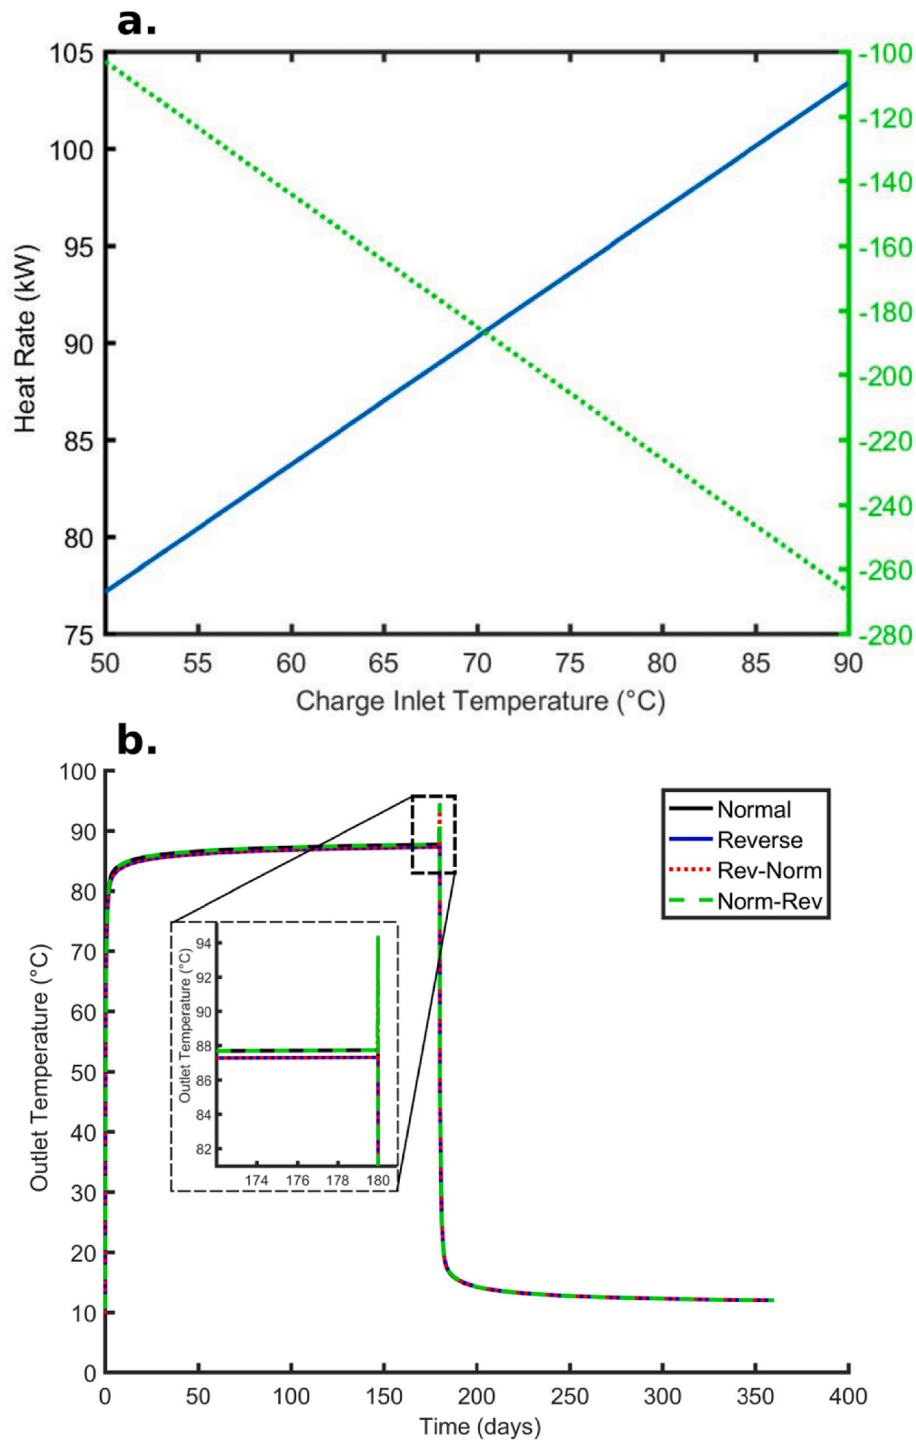 a.
105
100
95
90
85
80
75
Heat Rate (kW)
-100
-120
-140
-160
-180
-200
-220
-240
-260
-280
50 55 60 65 70 75 80 85 90
Charge Inlet Temperature (°C)
b.
100
90
80
70
60
50
40
30
20
10
0
Outlet Temperature (°C)
Normal
Reverse
Rev-Norm
Norm-Rev
94
92
90
88
86
84
82
Outlet Temperature (°C)
174 176 178 180
0 50 100 150 200 250 300 350 400
Time (days)